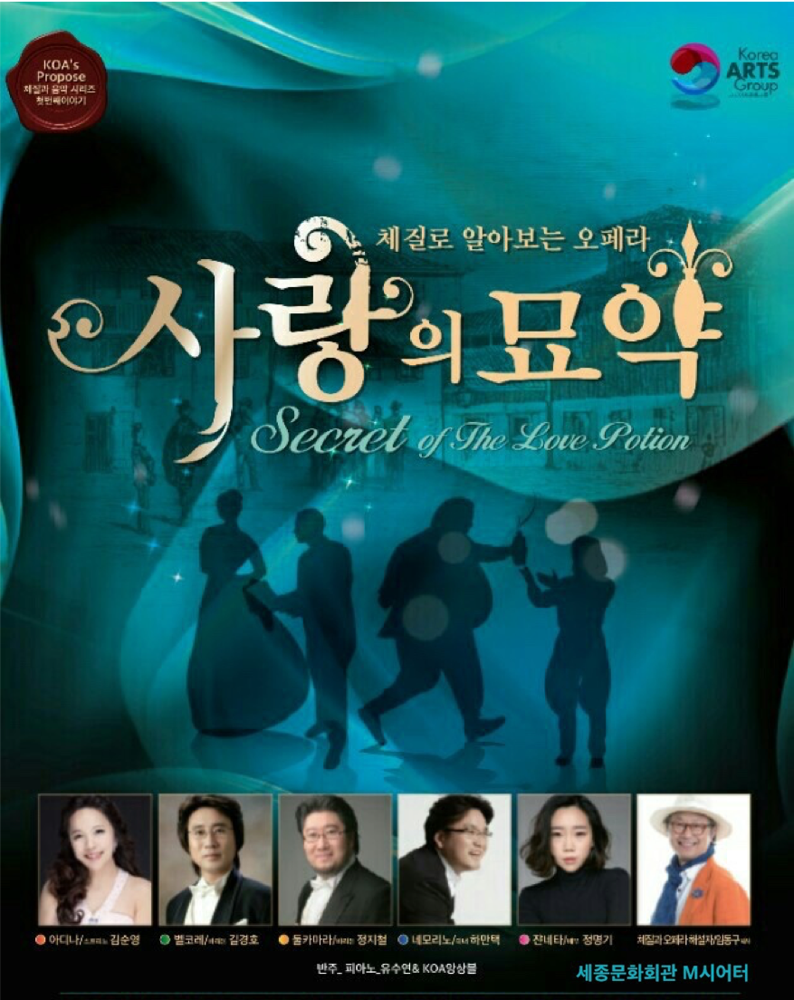 KOA's
Propose
체질과 음악 시리즈
첫번째이야기
Korea
ARTS
Group
체질로 알아보는 오페라
사랑의 묘약
Secret of The Love Potion
아디나/소프라노 김순영
벨코레/바리톤 김경호
둘카마라/바리톤 정지철
네모리노/테너 하만택
쟌네타/배우 정명기
체질과오페라 해설자/임동구
반주_ 피아노_유수연& KOA앙상블
세종문화회관 M시어터